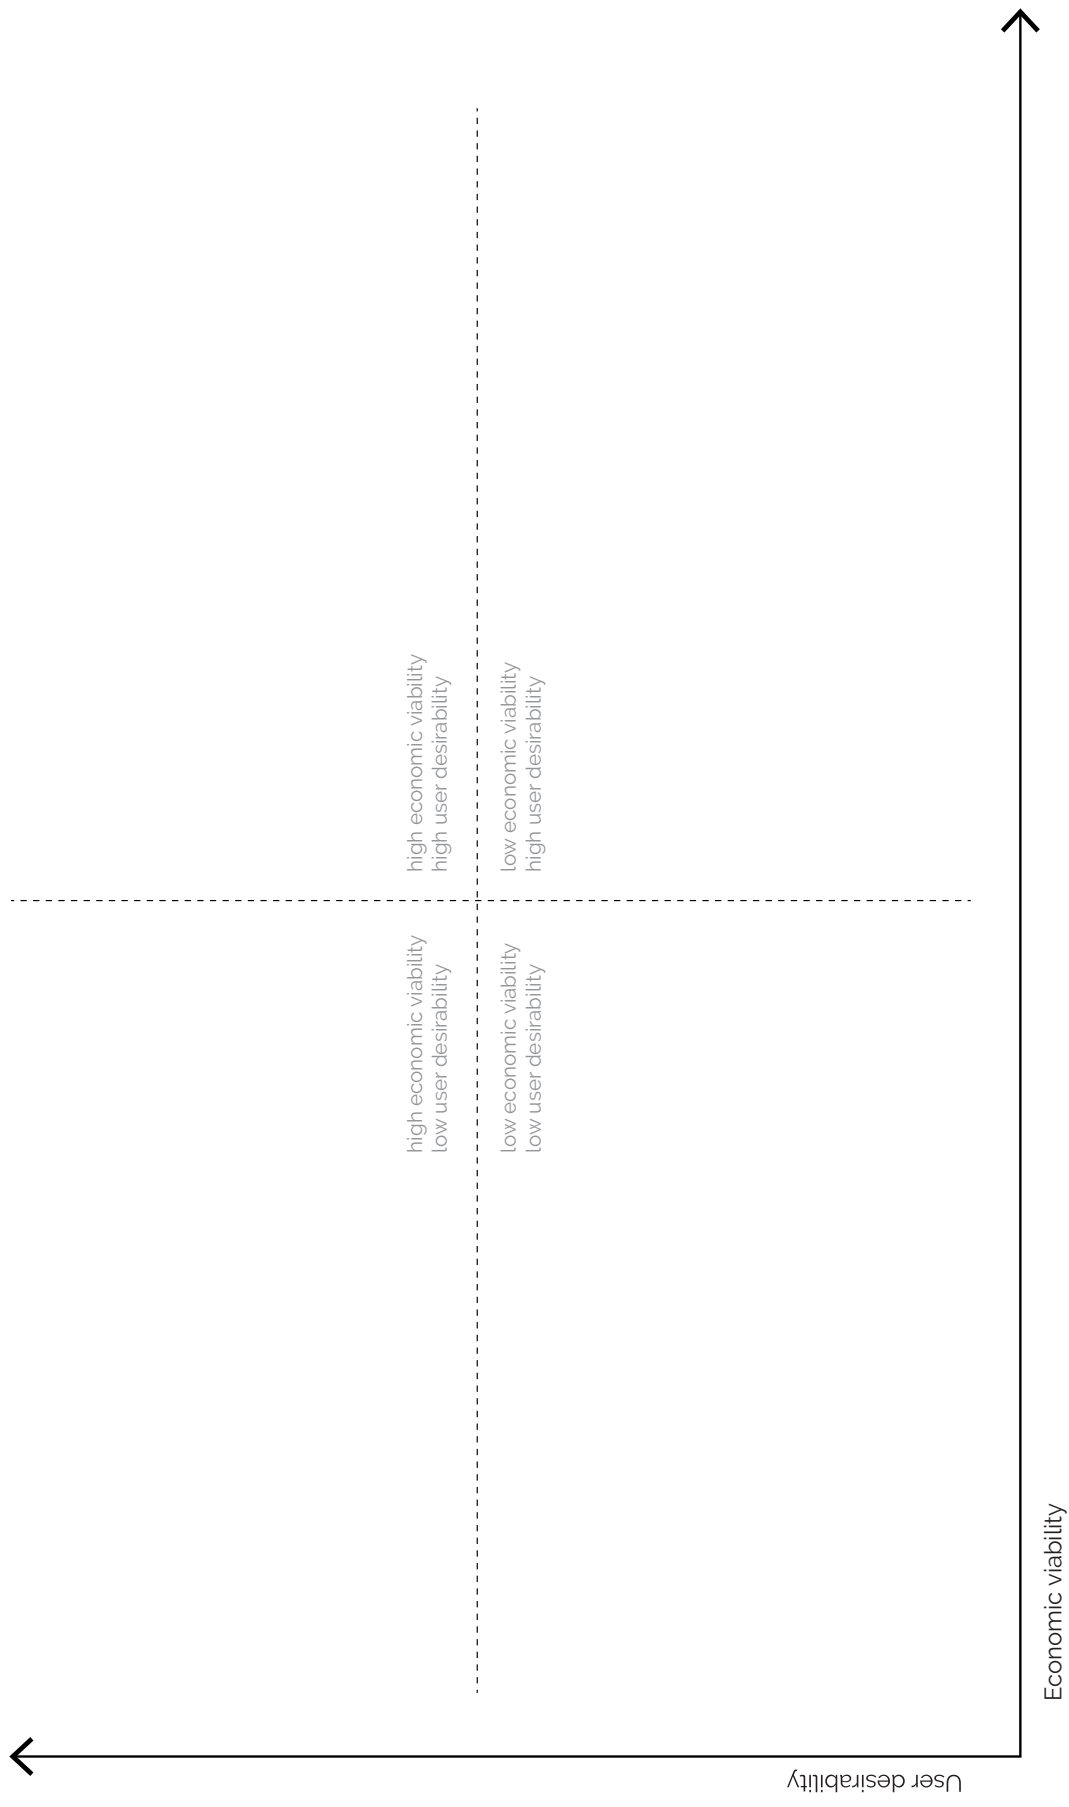 high economic viability
low user desirability
high economic viability
high user desirability
low economic viability
low user desirability
low economic viability
high user desirability
Economic viability
User desirability